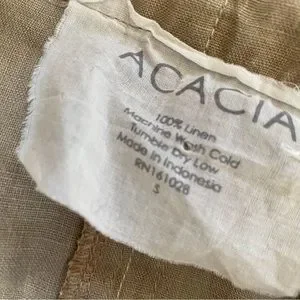 ACACIA
100% Linen
Machine Wash Cold
Tumble Dry Low
Made in Indonesia
RN161028
S